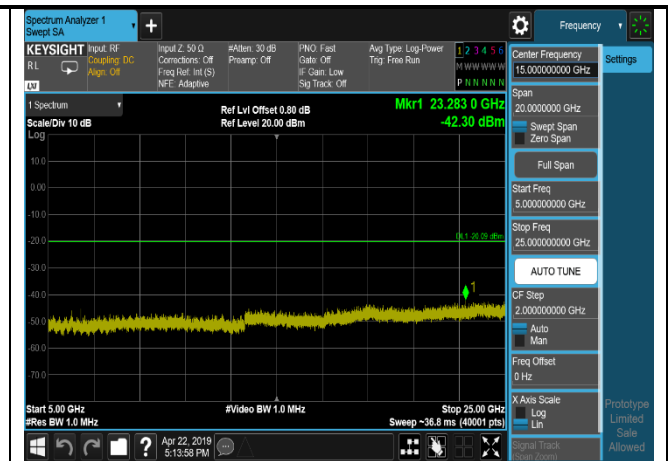 Spectrum Analyzer 1
Swept SA
Frequency
KEYSIGHT
RL
LXI
Input: RF
Coupling: DC
Align: Off
Input Z: 50 Ω
Corrections: Off
Freq Ref: Int (S)
NFE: Adaptive
#Atten: 30 dB
Preamp: Off
PNO: Fast
Gate: Off
IF Gain: Low
Sig Track: Off
Avg Type: Log-Power
Trig: Free Run
1 2 3 4 5 6
M W W W W W
P N N N N N
1 Spectrum
Scale/Div 10 dB
Log
Ref Lvl Offset 0.80 dB
Ref Level 20.00 dBm
Mkr1 23.283 0 GHz
-42.30 dBm
10.0
0.00
-10.0
-20.0
-30.0
-40.0
-50.0
-60.0
-70.0
DL1 -20.09 dBm
1
Start 5.00 GHz
#Res BW 1.0 MHz
#Video BW 1.0 MHz
Stop 25.00 GHz
Sweep ~36.8 ms (40001 pts)
Apr 22, 2019
5:13:58 PM
Center Frequency
15.000000000 GHz
Span
20.0000000 GHz
Swept Span
Zero Span
Full Span
Start Freq
5.000000000 GHz
Stop Freq
25.000000000 GHz
AUTO TUNE
CF Step
2.000000000 GHz
Auto
Man
Freq Offset
0 Hz
X Axis Scale
Log
Lin
Signal Track
(Span Zoom)
Settings
Prototype
Limited
Sale
Allowed